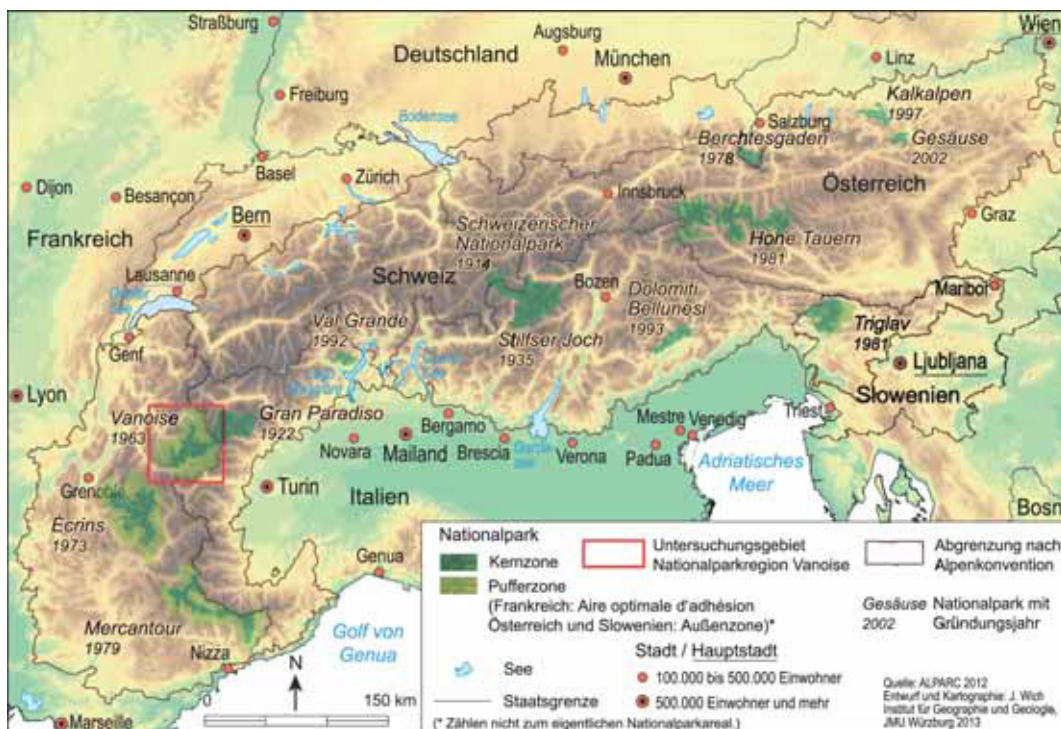 Straßburg
Augsburg
Wien
Deutschland
München
Linz
Freiburg
Kalkalpen
1997
Bodensee
Salzburg
Berchtesgaden
1978
Gesäuse
2002
Basel
Zürich
Dijon
Besançon
Innsbruck
Österreich
Bern
Graz
Frankreich
Schweizerischer
Nationalpark
1914
Hohe Tauern
1981
Lausanne
Schweiz
Bozen
Dolomiti
Bellunesi
1993
Maribor
Val Grande
1992
Stilfser Joch
1935
Triglav
1981
Genf
Ljubljana
Lyon
Slowenien
Vanoise
1963
Gran Paradiso
1922
Bergamo
Mestre
Venedig
Triest
Novara
Mailand
Brescia
Verona
Padua
Adriatisches
Meer
Grenoble
Turin
Italien
Bosn
Écrins
1973
Genua
Mercantour
1979
Golf von
Genua
Nizza
Marseille
N
0
150 km
Nationalpark
Kernzone
Pufferzone
(Frankreich: Aire optimale d'adhésion
Österreich und Slowenien: Außenzone)*
Untersuchungsgebiet
Nationalparkregion Vanoise
Abgrenzung nach
Alpenkonvention
Gesäuse
2002
Nationalpark mit
Gründungsjahr
See
Staatsgrenze
Stadt / Hauptstadt
100.000 bis 500.000 Einwohner
500.000 Einwohner und mehr
(* Zählen nicht zum eigentlichen Nationalparkareal.)
Quelle: ALPARC 2012
Entwurf und Kartographie: J. Wich
Institut für Geographie und Geologie,
JMU Würzburg 2013